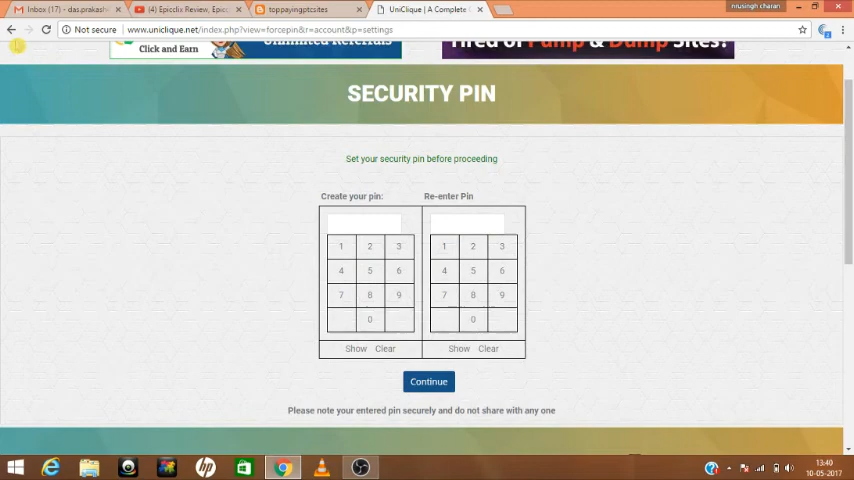 nrusingh charan
Inbox (17) - das.prakash
(4) Epicclix Review, Epicc
toppayingptcsites
UniClique | A Complete
Not secure
www.uniclique.net/index.php?view=forcepin&r=account&p=settings
Click and Earn
Unlimited Referrals
Tired of Pump & Dump Sites?
SECURITY PIN
Set your security pin before proceeding
Create your pin:
Re-enter Pin
1 2 3 1 2 3
4 5 6 4 5 6
7 8 9 7 8 9
0 0
Show Clear Show Clear
Continue
Please note your entered pin securely and do not share with any one
13:40
10-05-2017